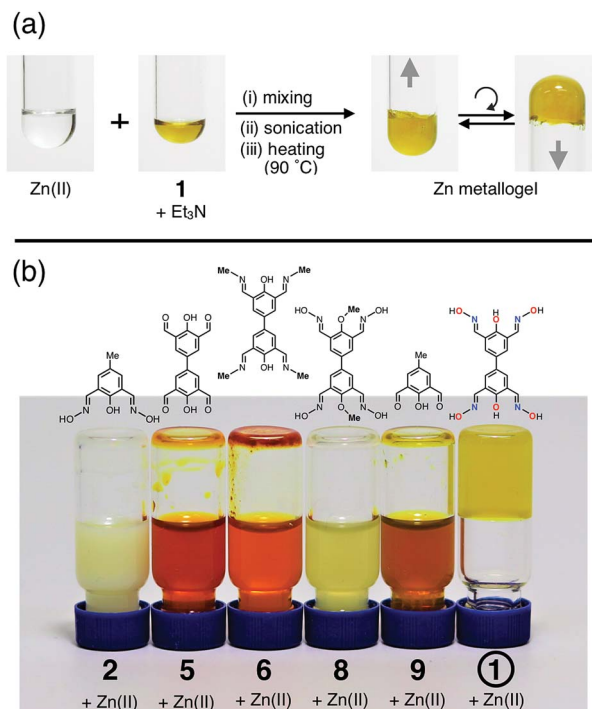 (a)
Zn(II)
+
1
+ Et₃N
(i) mixing
(ii) sonication
(iii) heating
(90 ˚C)
Zn metallogel
(b)
Me
N
N
HO
OH
OH
O
OH
O
O
OH
O
Me
N
OH
N
Me
Me
N
OH
N
Me
HO
N
O
Me
N
OH
HO
N
O
Me
N
OH
Me
O
OH
O
HO
N
O
H
N
OH
HO
N
O
H
N
OH
2
+ Zn(II)
5
+ Zn(II)
6
+ Zn(II)
8
+ Zn(II)
9
+ Zn(II)
1
+ Zn(II)